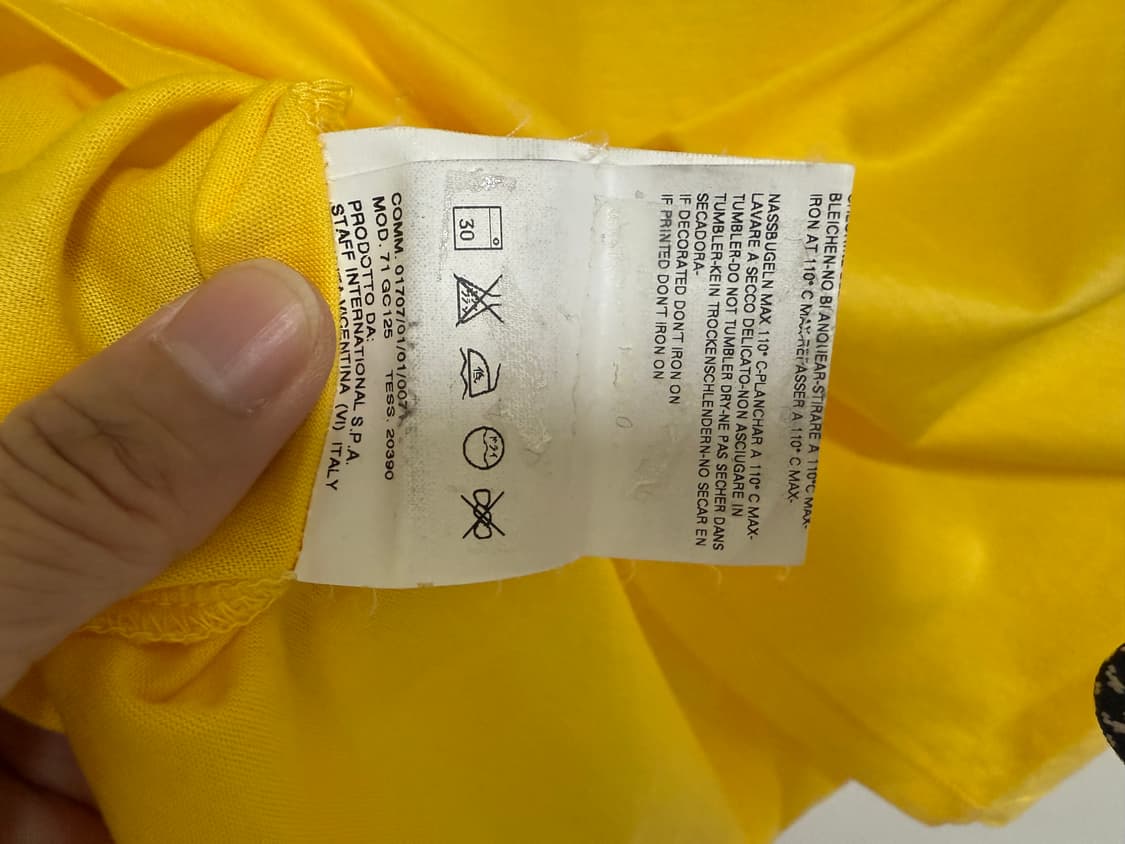 BLEICHEN-NO BIANQUEAR-STIRARE A 110°C MAX-
IRON AT 110° C MAX-REPASSER A 110° C MAX-
NASSBUGELN MAX 110° C-PLANCHAR A 110° C MAX-
LAVARE A SECCO DELICATO-NON ASCIUGARE IN
TUMBLER-DO NOT TUMBLER DRY-NE PAS SECHER DANS
TUMBLER-KEIN TROCKENSCHLENDERN-NO SECAR EN
SECADORA-
IF DECORATED DON'T IRON ON
IF PRINTED DON'T IRON ON
30
COMM. 01707/01/01/007
MOD. 71 GC125 TESS. 20390
PRODOTTO DA:
STAFF INTERNATIONAL S.P.A.
VICENTINA (VI) ITALY